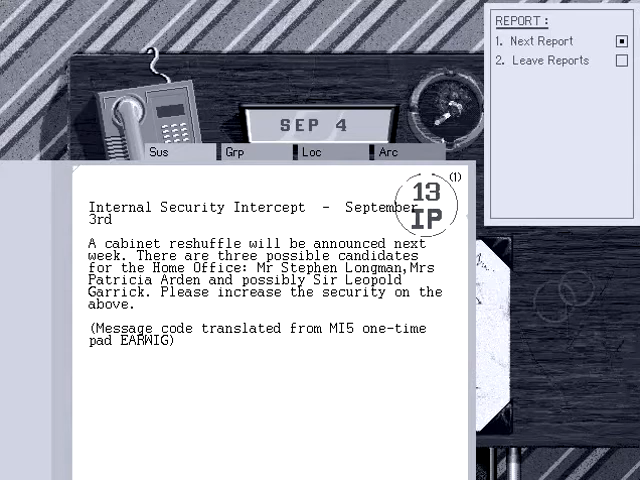 REPORT:
1. Next Report
2. Leave Reports
SEP 4
Sus
Grp
Loc
Arc
(1)
13
IP
Internal Security Intercept - September
3rd
A cabinet reshuffle will be announced next
week. There are three possible candidates
for the Home Office: Mr Stephen Longman,Mrs
Patricia Arden and possibly Sir Leopold
Garrick. Please increase the security on the
above.
(Message code translated from MI5 one-time
pad EARWIG)